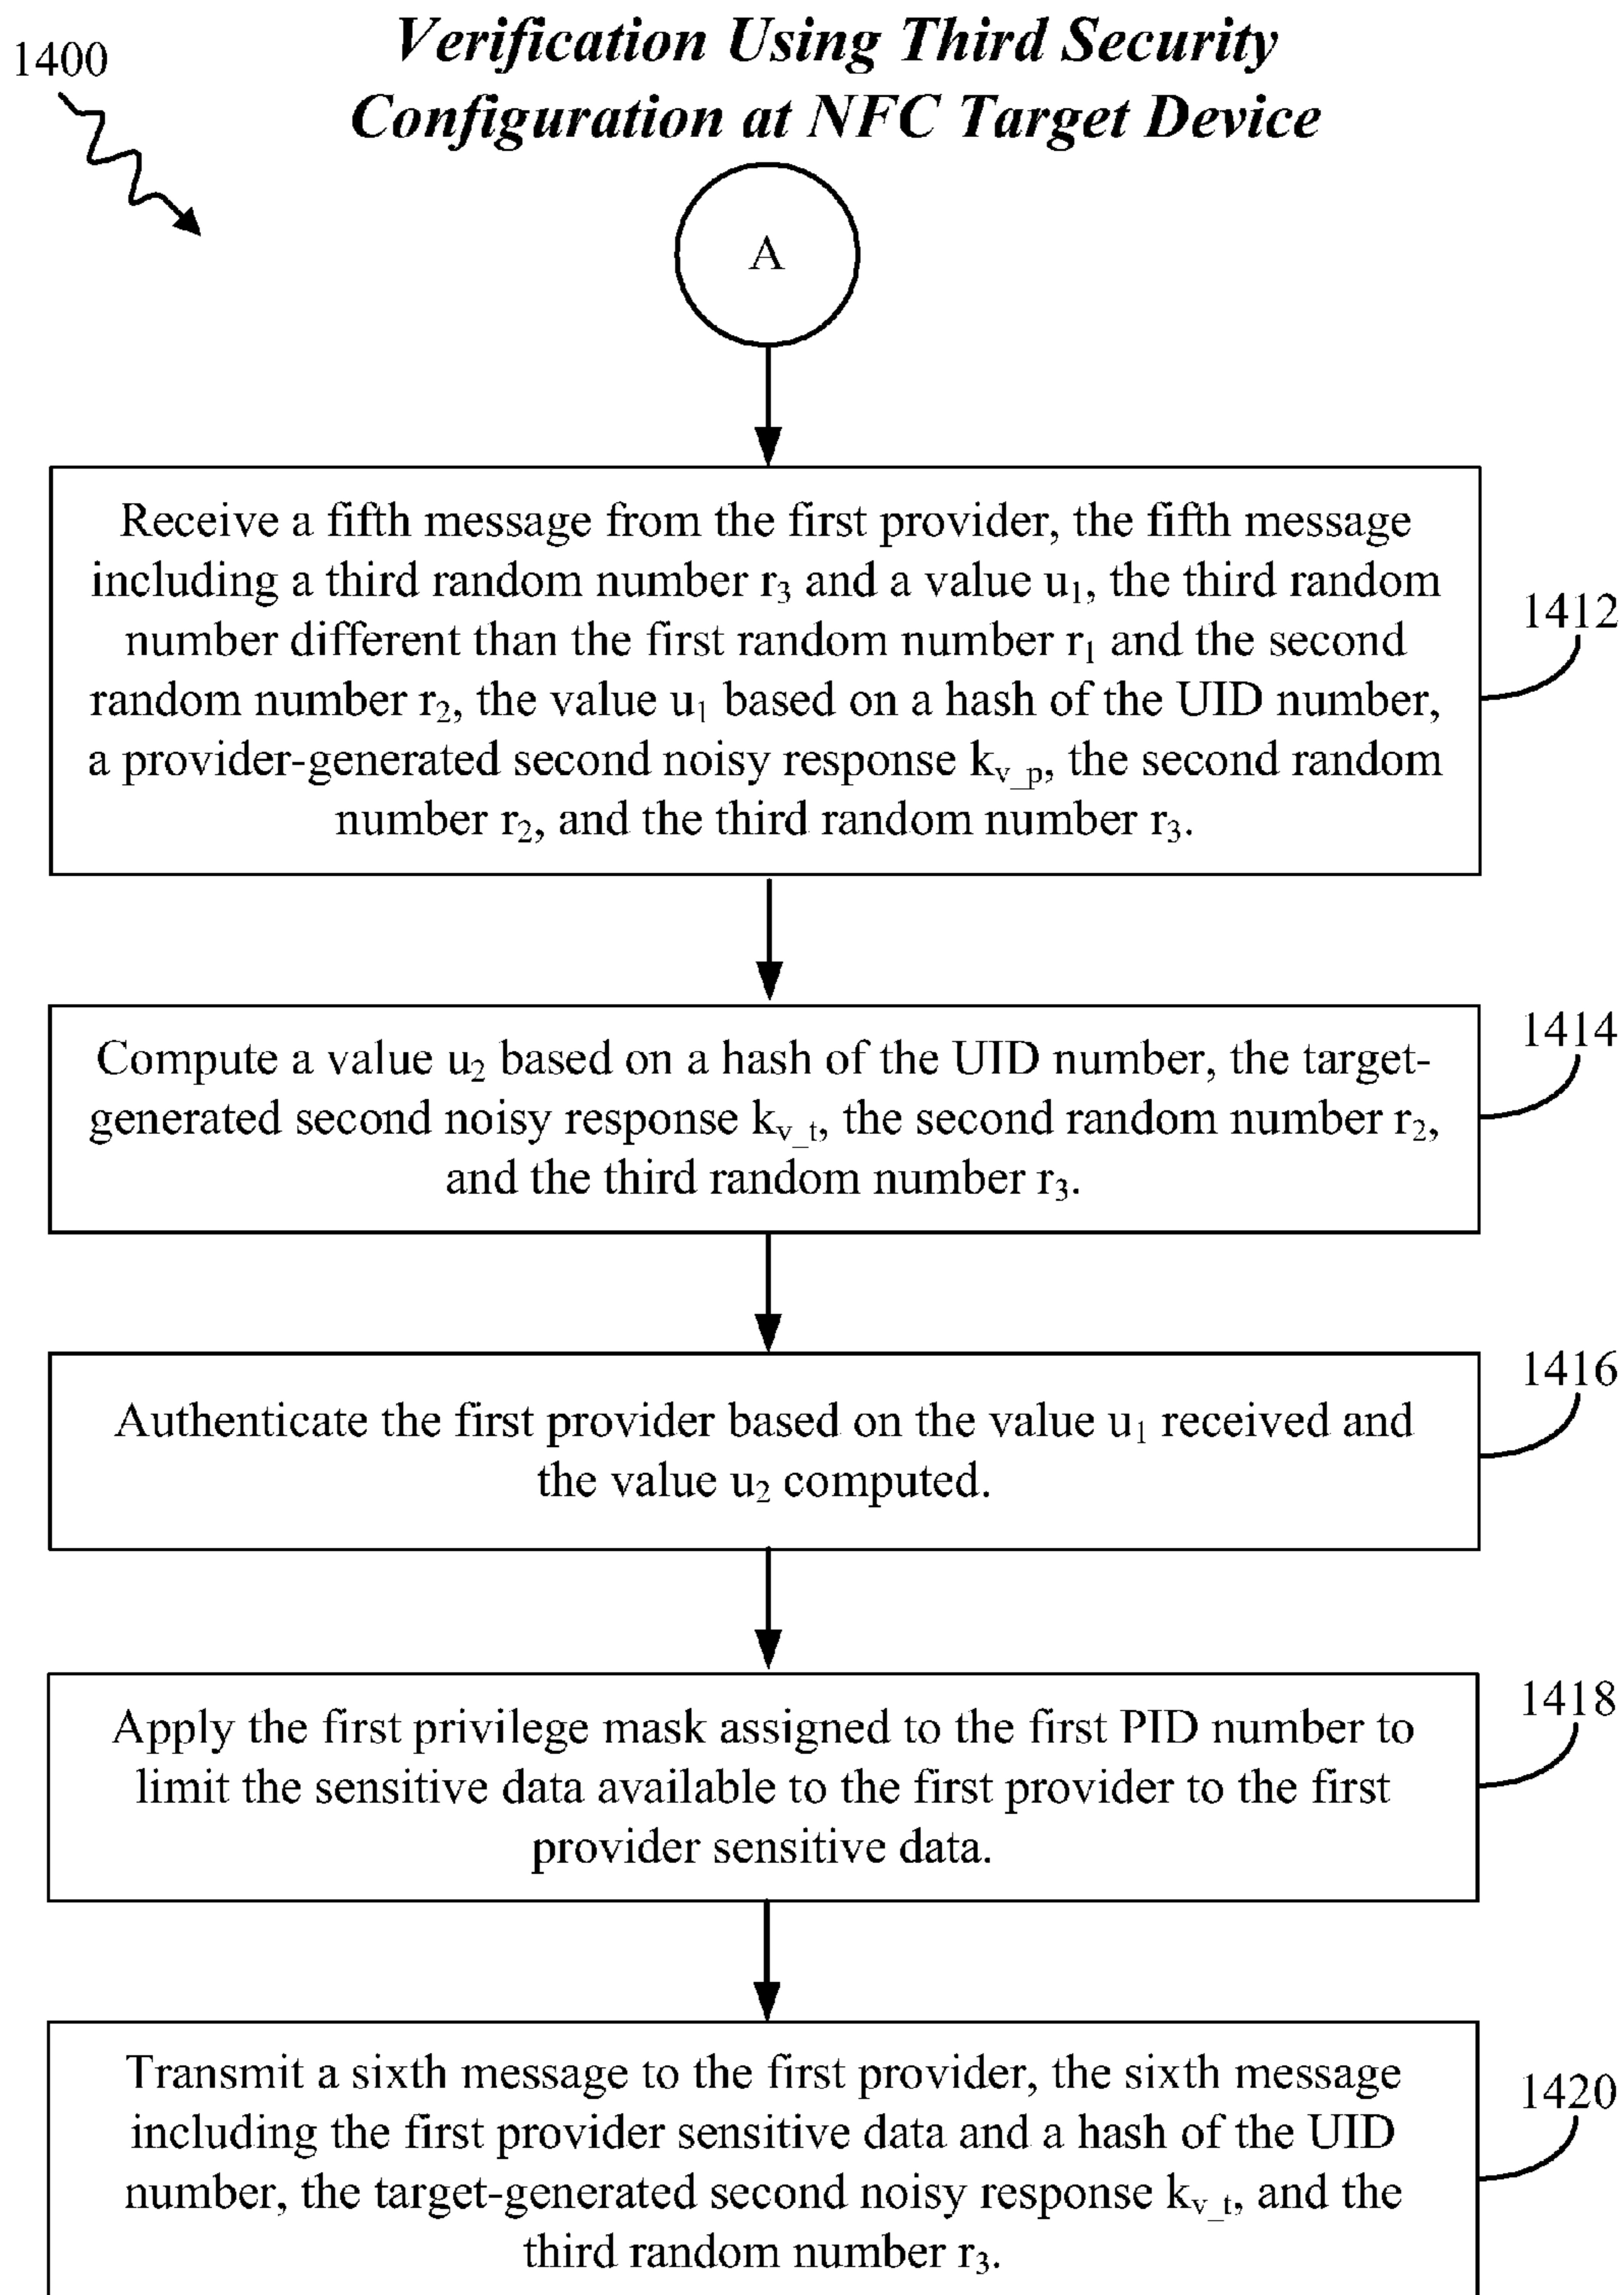 Verification Using Third Security
Configuration at NFC Target Device
1400
A
Receive a fifth message from the first provider, the fifth message
including a third random number r₃ and a value u₁, the third random
number different than the first random number r₁ and the second
random number r₂, the value u₁ based on a hash of the UID number,
a provider-generated second noisy response k_v_p, the second random
number r₂, and the third random number r₃.
1412
Compute a value u₂ based on a hash of the UID number, the target-
generated second noisy response k_v_t, the second random number r₂,
and the third random number r₃.
1414
Authenticate the first provider based on the value u₁ received and
the value u₂ computed.
1416
Apply the first privilege mask assigned to the first PID number to
limit the sensitive data available to the first provider to the first
provider sensitive data.
1418
Transmit a sixth message to the first provider, the sixth message
including the first provider sensitive data and a hash of the UID
number, the target-generated second noisy response k_v_t, and the
third random number r₃.
1420